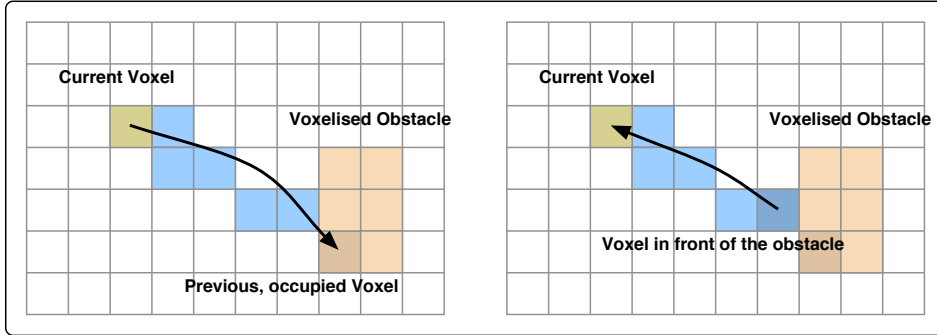 Current Voxel
Voxelised Obstacle
Previous, occupied Voxel
Current Voxel
Voxelised Obstacle
Voxel in front of the obstacle